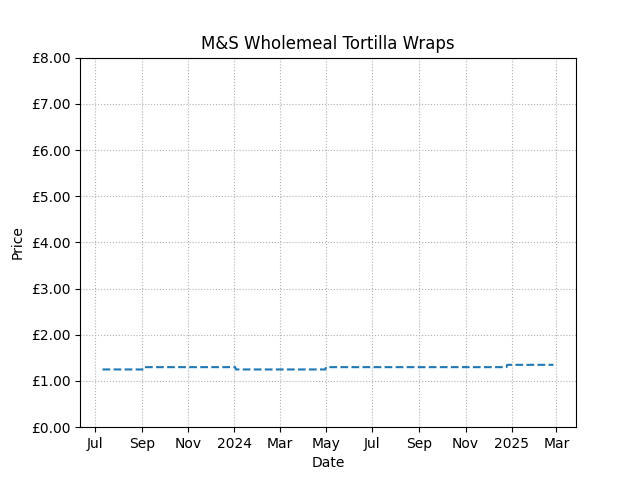 M&S Wholemeal Tortilla Wraps
£8.00
£7.00
£6.00
£5.00
£4.00
£3.00
£2.00
£1.00
£0.00
Price
Jul Sep Nov 2024 Mar May Jul Sep Nov 2025 Mar
Date